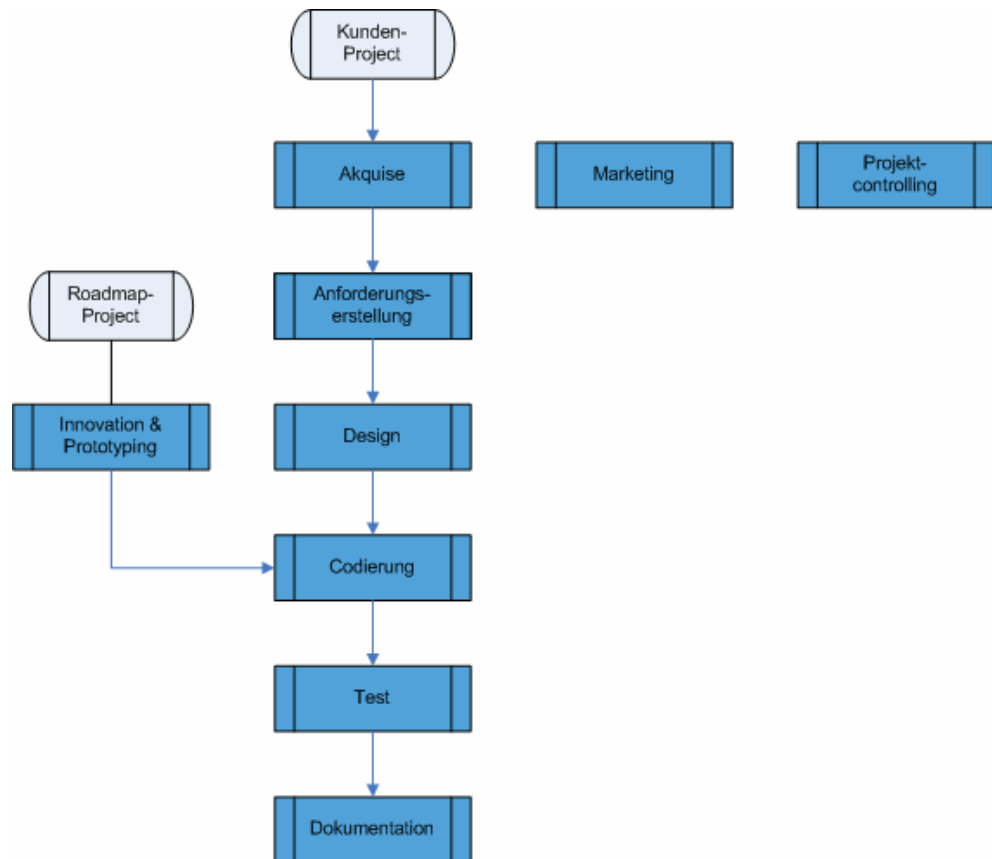 Kunden-
Project
Akquise
Marketing
Projekt-
controlling
Anforderungs-
erstellung
Roadmap-
Project
Innovation &
Prototyping
Design
Codierung
Test
Dokumentation